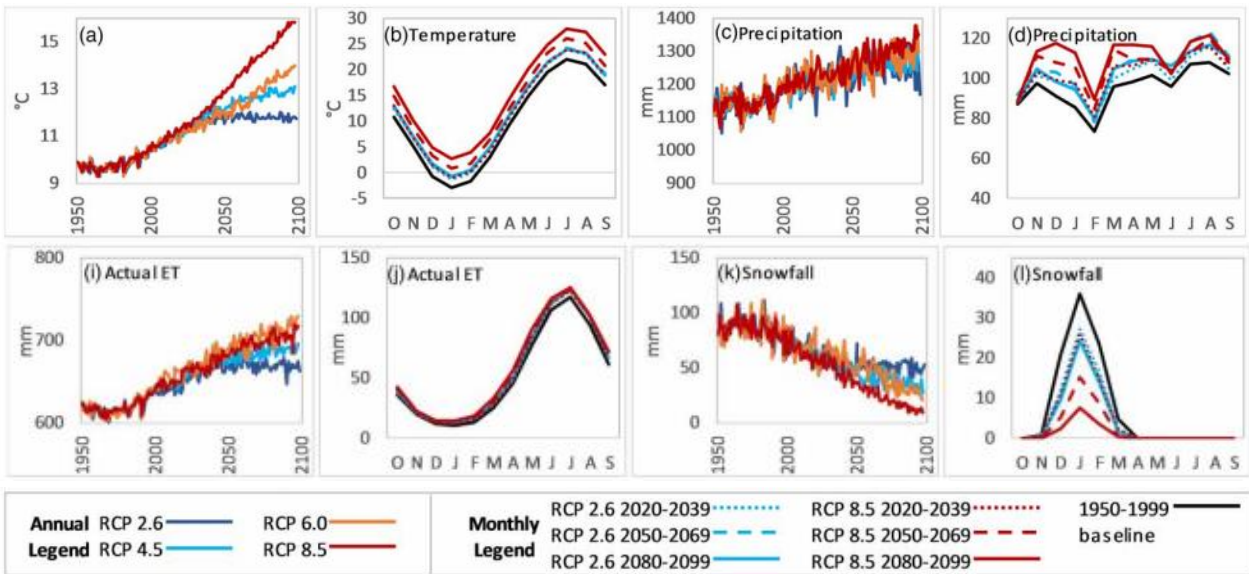 (a)
°C
15
13
11
9
1950
2000
2050
2100
(b)Temperature
°C
30
25
20
15
10
5
0
-5
O N D J F M A M J J A S
(c)Precipitation
mm
1400
1300
1200
1100
1000
900
1950
2000
2050
2100
(d)Precipitation
mm
120
100
80
60
40
O N D J F M A M J J A S
(i) Actual ET
mm
800
700
600
1950
2000
2050
2100
(j)Actual ET
mm
150
100
50
0
O N D J F M A M J J A S
(k)Snowfall
mm
150
100
50
0
1950
2000
2050
2100
(l)Snowfall
mm
40
30
20
10
0
O N D J F M A M J J A S
Annual Legend
RCP 2.6
RCP 6.0
RCP 4.5
RCP 8.5
Monthly Legend
RCP 2.6 2020-2039
RCP 8.5 2020-2039
1950-1999
RCP 2.6 2050-2069
RCP 8.5 2050-2069
baseline
RCP 2.6 2080-2099
RCP 8.5 2080-2099